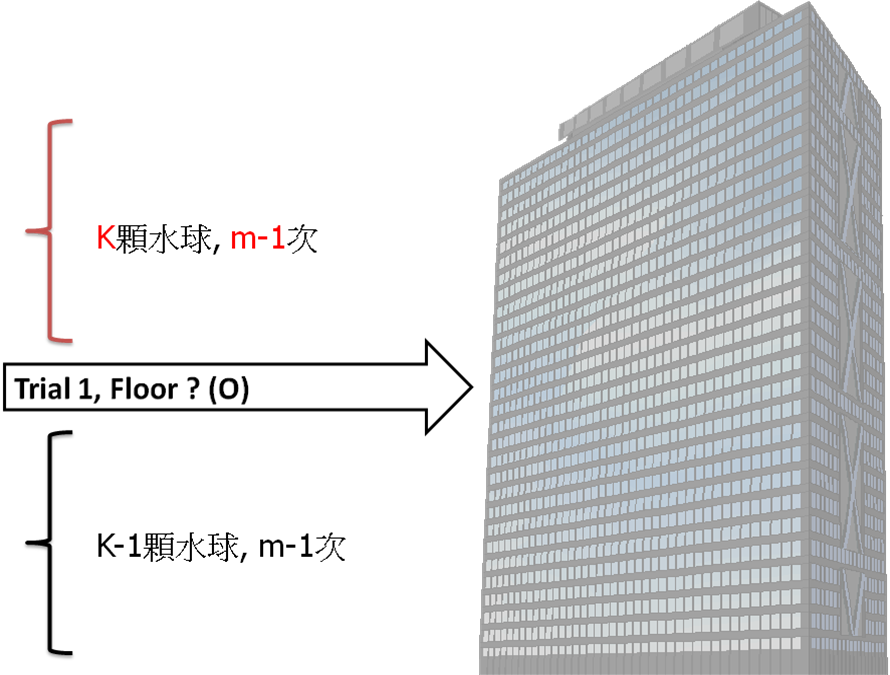 K顆水球, m-1次
Trial 1, Floor ? (O)
K-1顆水球, m-1次